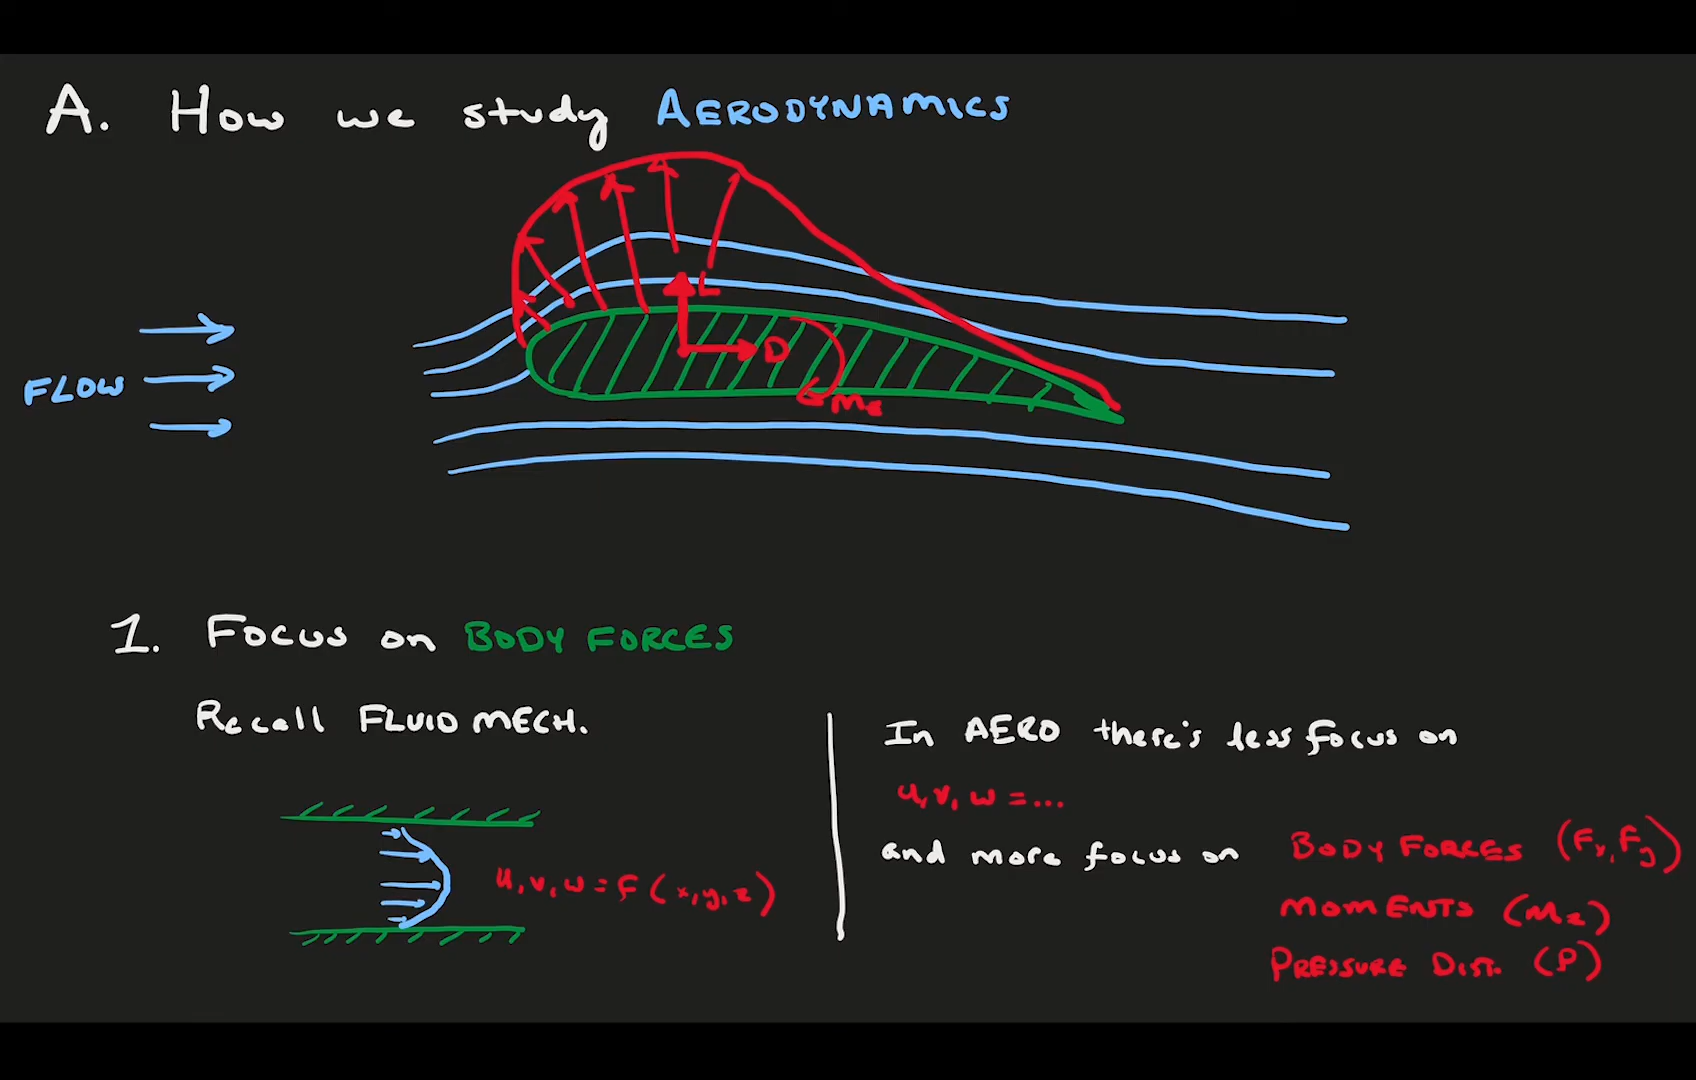 A. How we study AERODYNAMICS
L
D
FLOW
Mz
1. Focus on BODY FORCES
Recall FLUID MECH.
u, v, w = F (x, y, z)
In AERO there's less focus on
u, v, w = ...
and more focus on BODY FORCES (Fx, Fy)
MOMENTS (Mz)
PRESSURE DIST. (P)